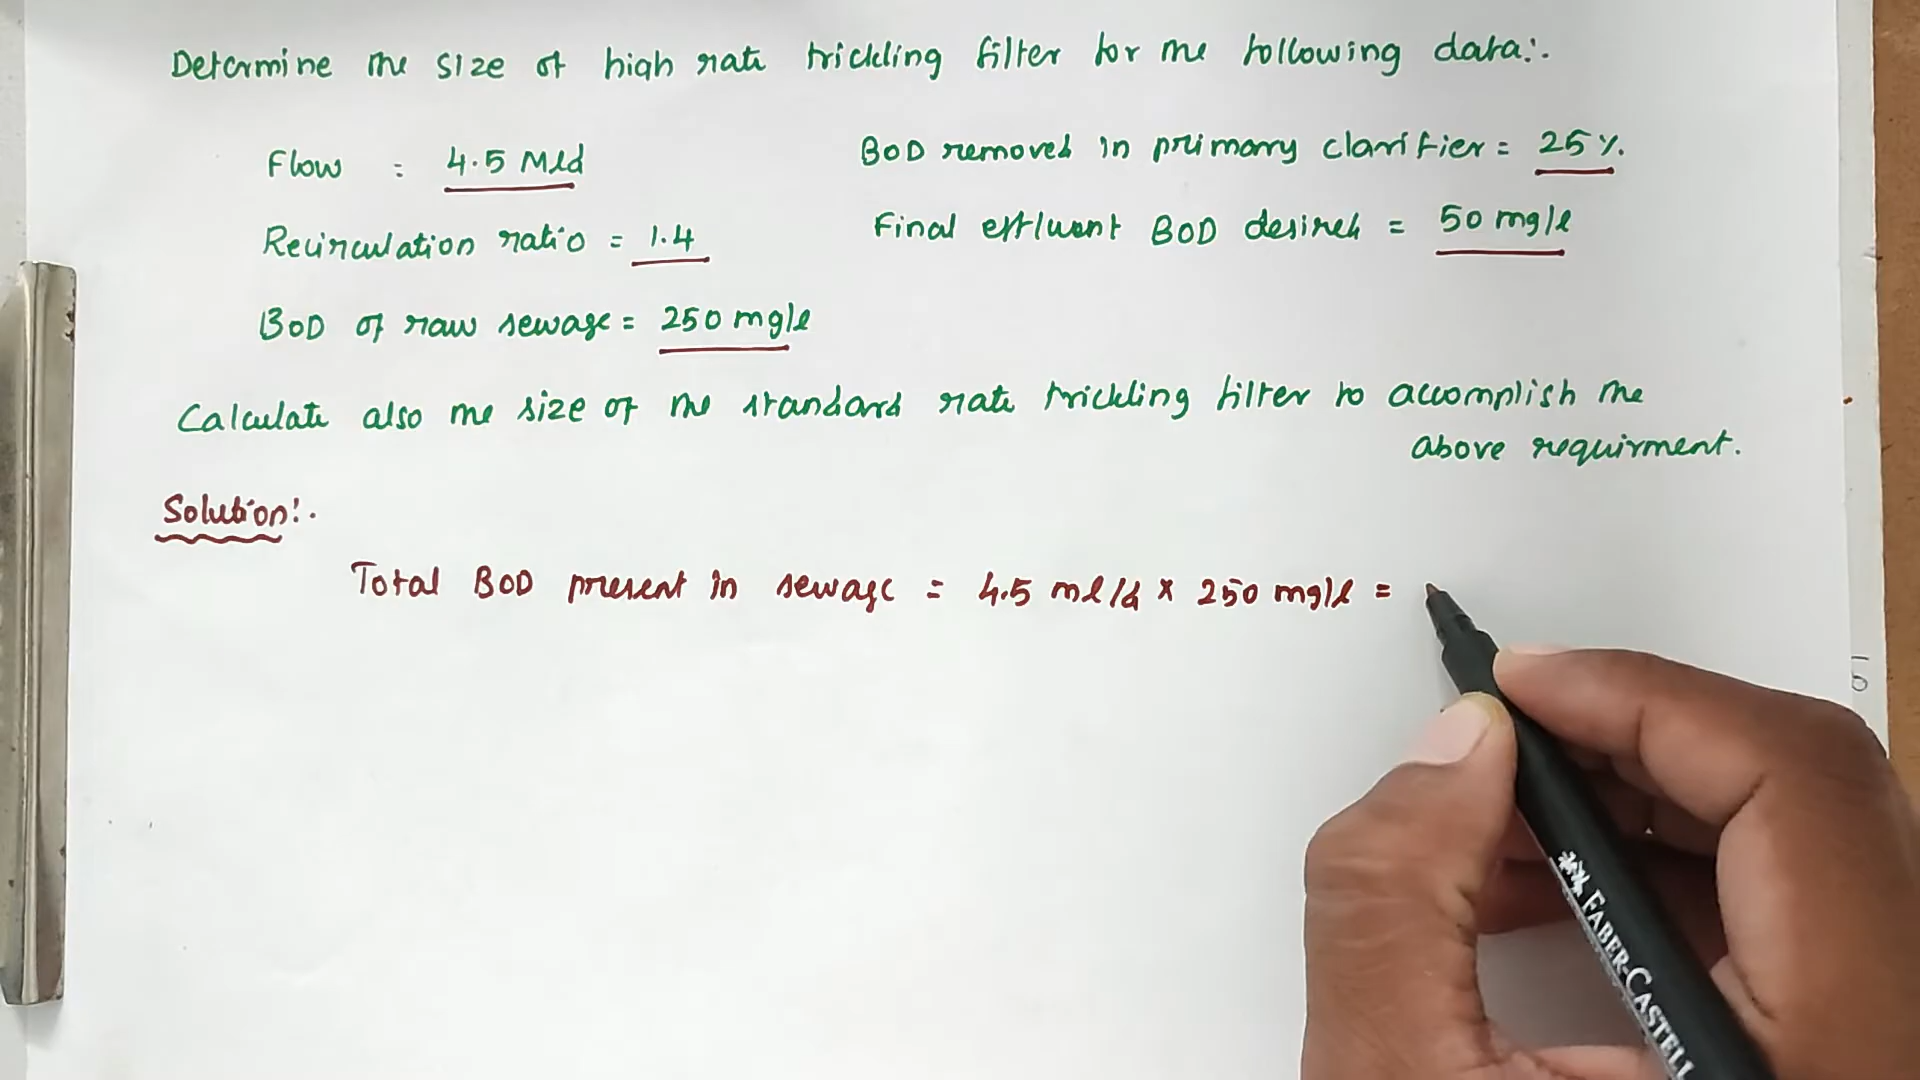 Determine the size of high rate trickling filter for the following data:.
Flow : 4.5 Mld
BOD removed in primary clarifier = 25 %.
Recirculation ratio = 1.4
Final effluent BOD desired = 50 mg/l
BOD of raw sewage = 250 mg/l
Calculate also the size of the standard rate trickling filter to accomplish the
above requirment.
Solution:.
Total BOD present in sewage = 4.5 ml/d × 250 mg/l =
FABER-CASTELL